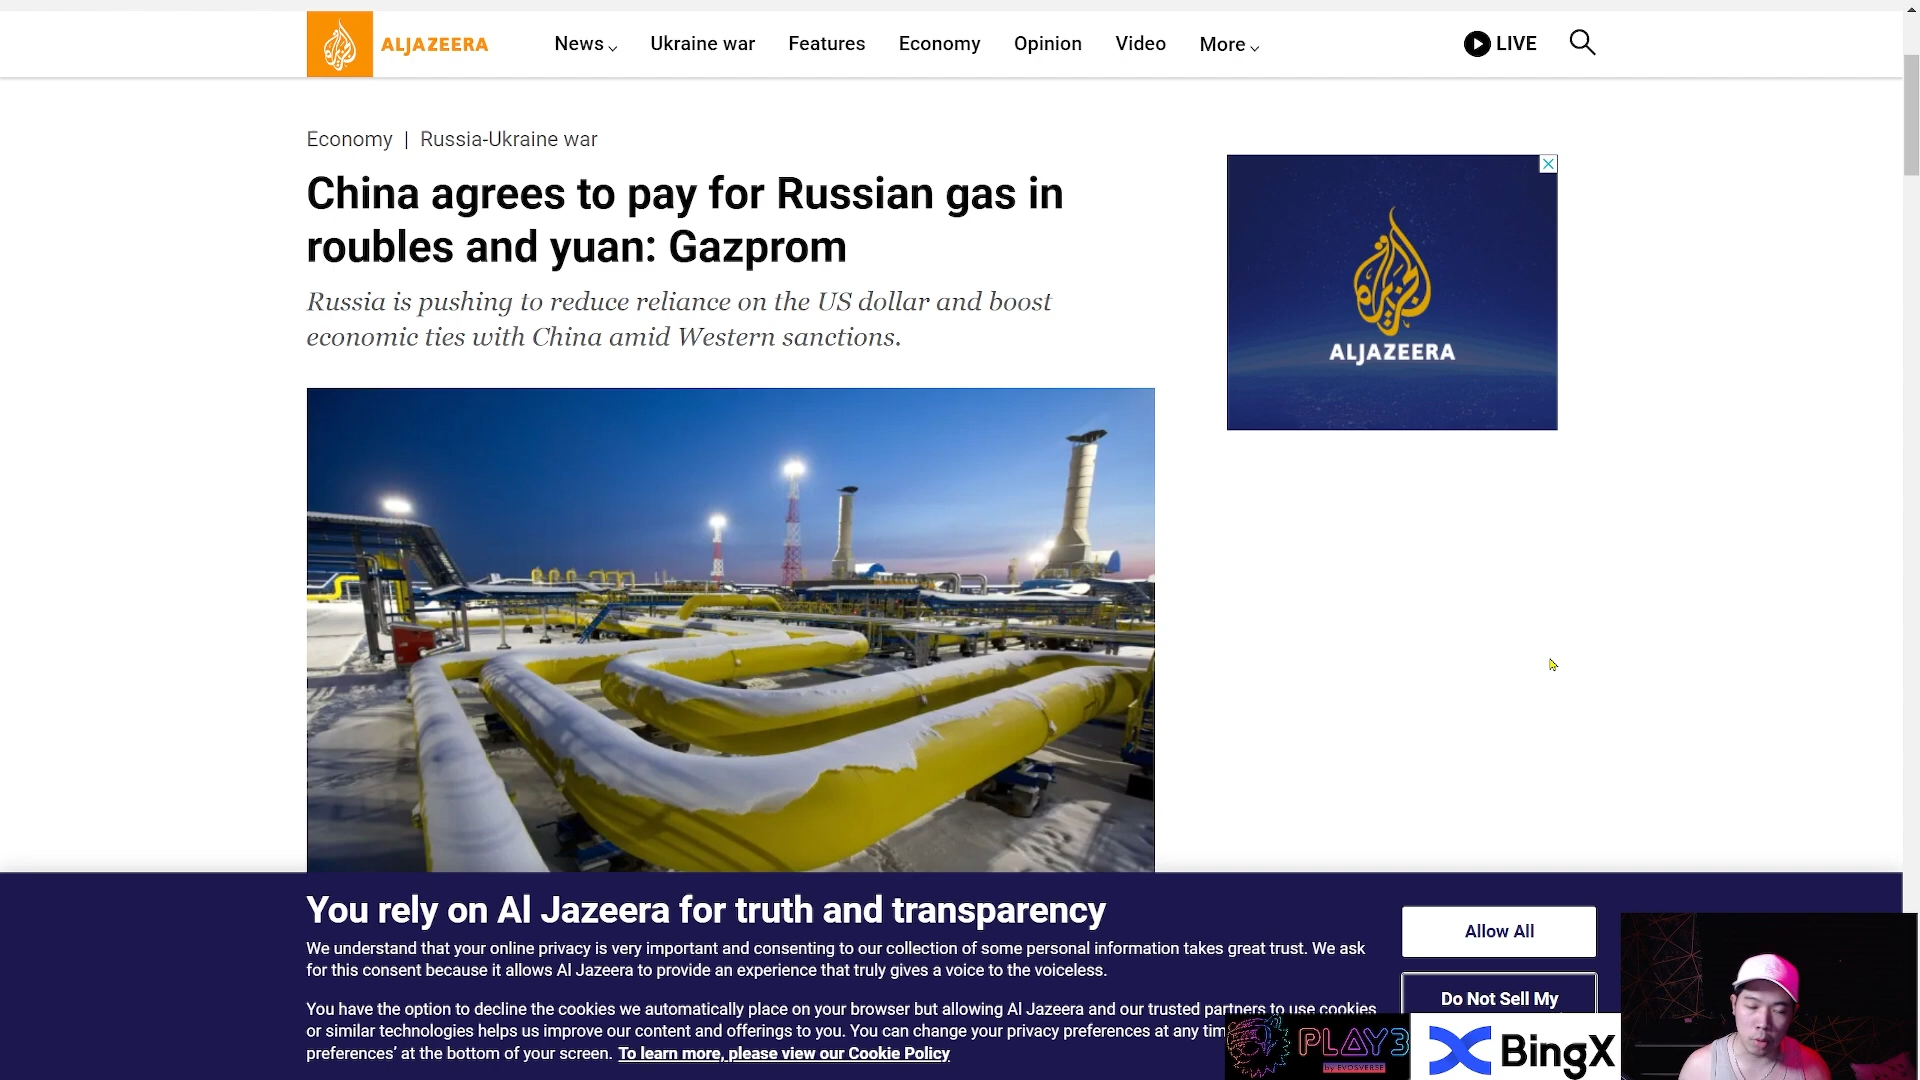 ALJAZEERA
News
Ukraine war
Features
Economy
Opinion
Video
More
LIVE
Economy | Russia-Ukraine war
China agrees to pay for Russian gas in
roubles and yuan: Gazprom
Russia is pushing to reduce reliance on the US dollar and boost
economic ties with China amid Western sanctions.
ALJAZEERA
You rely on Al Jazeera for truth and transparency
We understand that your online privacy is very important and consenting to our collection of some personal information takes great trust. We ask
for this consent because it allows Al Jazeera to provide an experience that truly gives a voice to the voiceless.
You have the option to decline the cookies we automatically place on your browser but allowing Al Jazeera and our trusted partners to use cookies
or similar technologies helps us improve our content and offerings to you. You can change your privacy preferences at any tim
preferences’ at the bottom of your screen. To learn more, please view our Cookie Policy
Allow All
Do Not Sell My
PLAY3
by EVOSVERSE
BingX